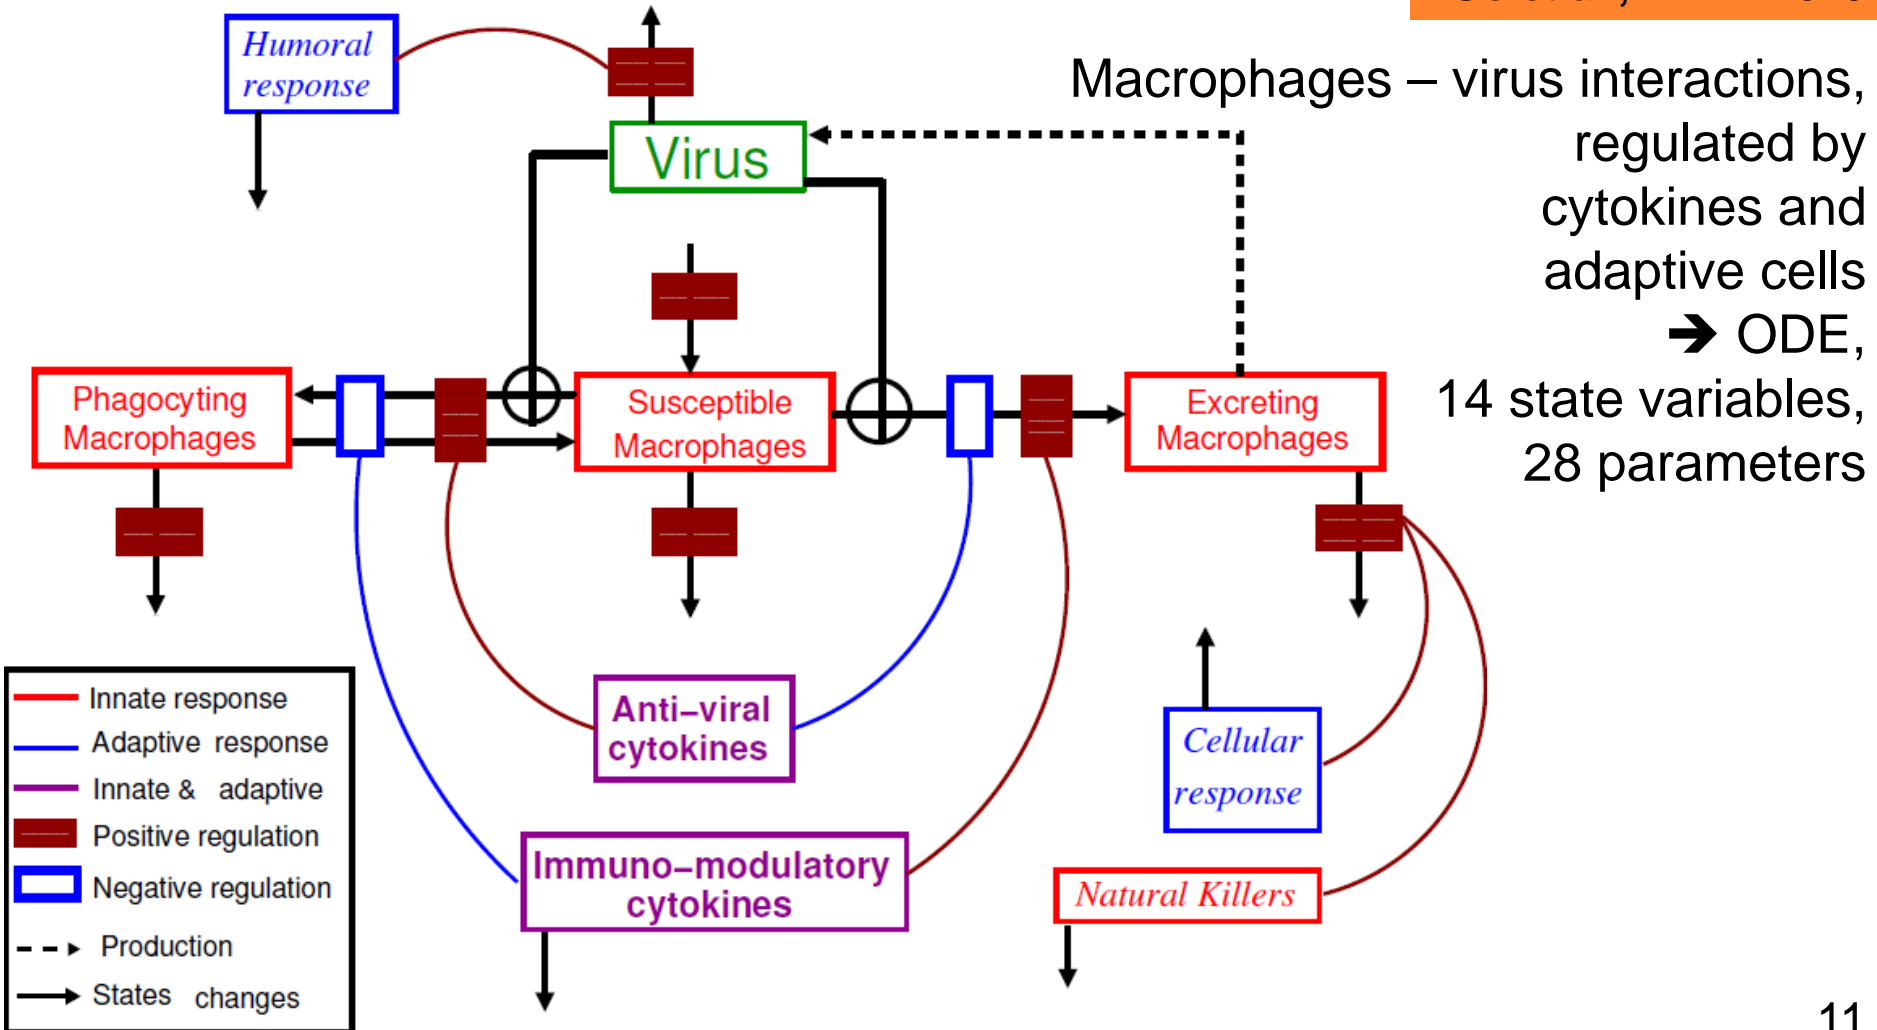 Humoral
response
Virus
Macrophages – virus interactions,
regulated by
cytokines and
adaptive cells
➔ ODE,
14 state variables,
28 parameters
Phagocyting
Macrophages
Susceptible
Macrophages
Excreting
Macrophages
Anti–viral
cytokines
Immuno–modulatory
cytokines
Cellular
response
Natural Killers
Innate response
Adaptive response
Innate & adaptive
Positive regulation
Negative regulation
Production
States changes
11